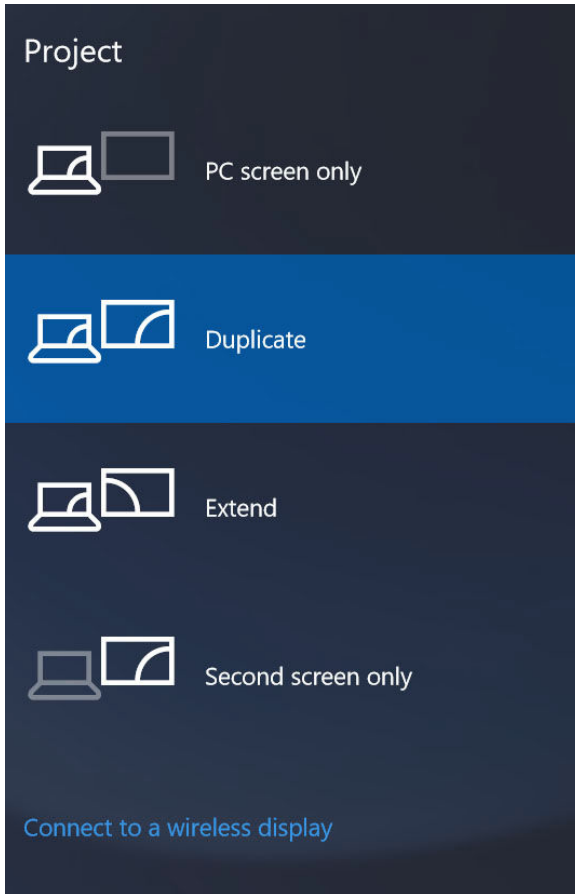 Project
PC screen only
Duplicate
Extend
Second screen only
Connect to a wireless display